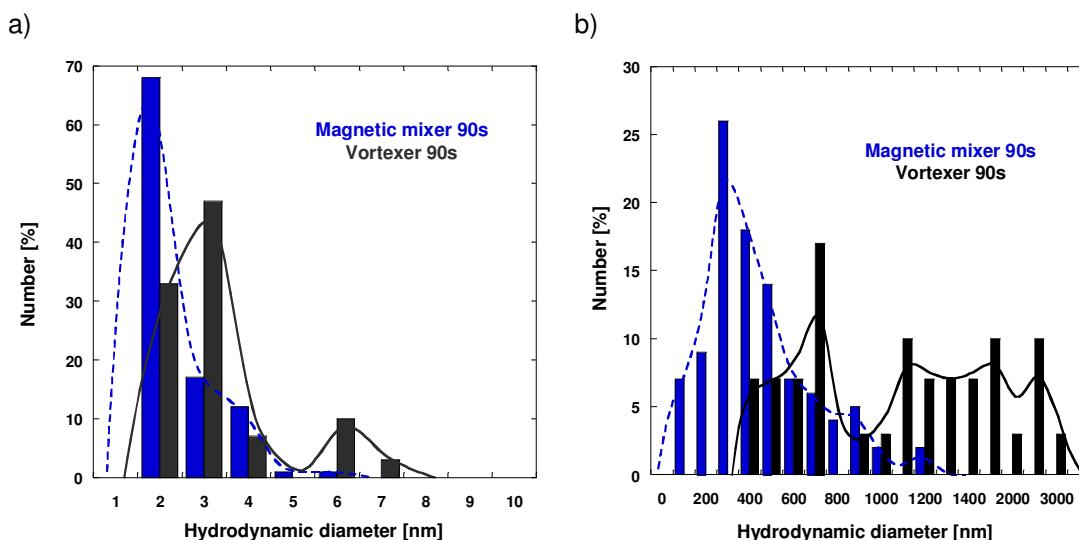 a)
70
60
50
40
30
20
10
0
Number [%]
Magnetic mixer 90s
Vortexer 90s
1 2 3 4 5 6 7 8 9 10
Hydrodynamic diameter [nm]
b)
30
25
20
15
10
5
0
Number [%]
Magnetic mixer 90s
Vortexer 90s
0 200 400 600 800 1000 1200 1400 2000 3000
Hydrodynamic diameter [nm]